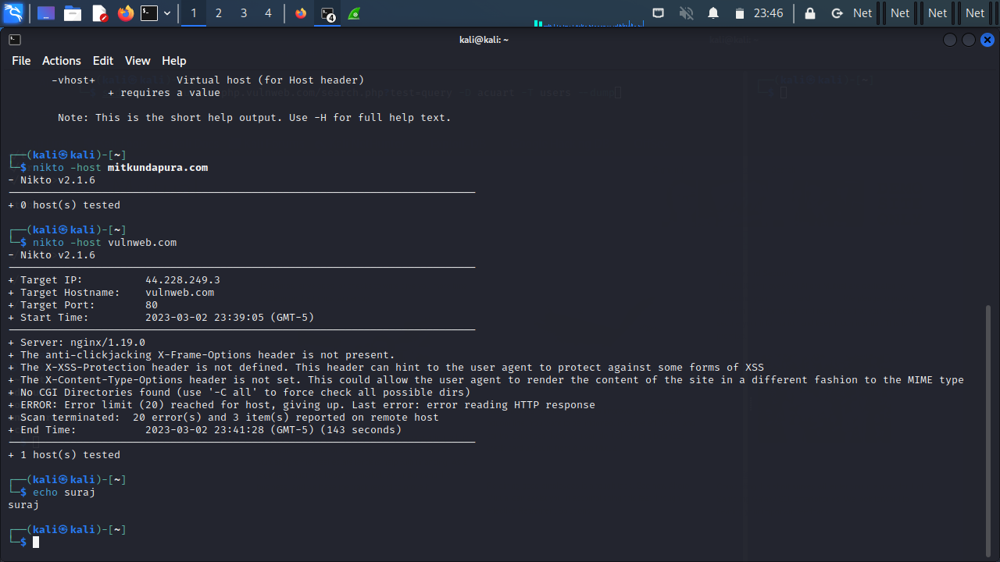 1 2 3 4 4 23:46 Net Net Net Net
kali@kali: ~
File Actions Edit View Help
-vhost+ Virtual host (for Host header)
+ requires a value
Note: This is the short help output. Use -H for full help text.
┌──(kali㉿kali)-[~]
└─$ nikto -host mitkundapura.com
- Nikto v2.1.6
---------------------------------------------------------------------------
+ 0 host(s) tested
┌──(kali㉿kali)-[~]
└─$ nikto -host vulnweb.com
- Nikto v2.1.6
---------------------------------------------------------------------------
+ Target IP: 44.228.249.3
+ Target Hostname: vulnweb.com
+ Target Port: 80
+ Start Time: 2023-03-02 23:39:05 (GMT-5)
---------------------------------------------------------------------------
+ Server: nginx/1.19.0
+ The anti-clickjacking X-Frame-Options header is not present.
+ The X-XSS-Protection header is not defined. This header can hint to the user agent to protect against some forms of XSS
+ The X-Content-Type-Options header is not set. This could allow the user agent to render the content of the site in a different fashion to the MIME type
+ No CGI Directories found (use '-C all' to force check all possible dirs)
+ ERROR: Error limit (20) reached for host, giving up. Last error: error reading HTTP response
+ Scan terminated: 20 error(s) and 3 item(s) reported on remote host
+ End Time: 2023-03-02 23:41:28 (GMT-5) (143 seconds)
---------------------------------------------------------------------------
+ 1 host(s) tested
┌──(kali㉿kali)-[~]
└─$ echo suraj
suraj
┌──(kali㉿kali)-[~]
└─$